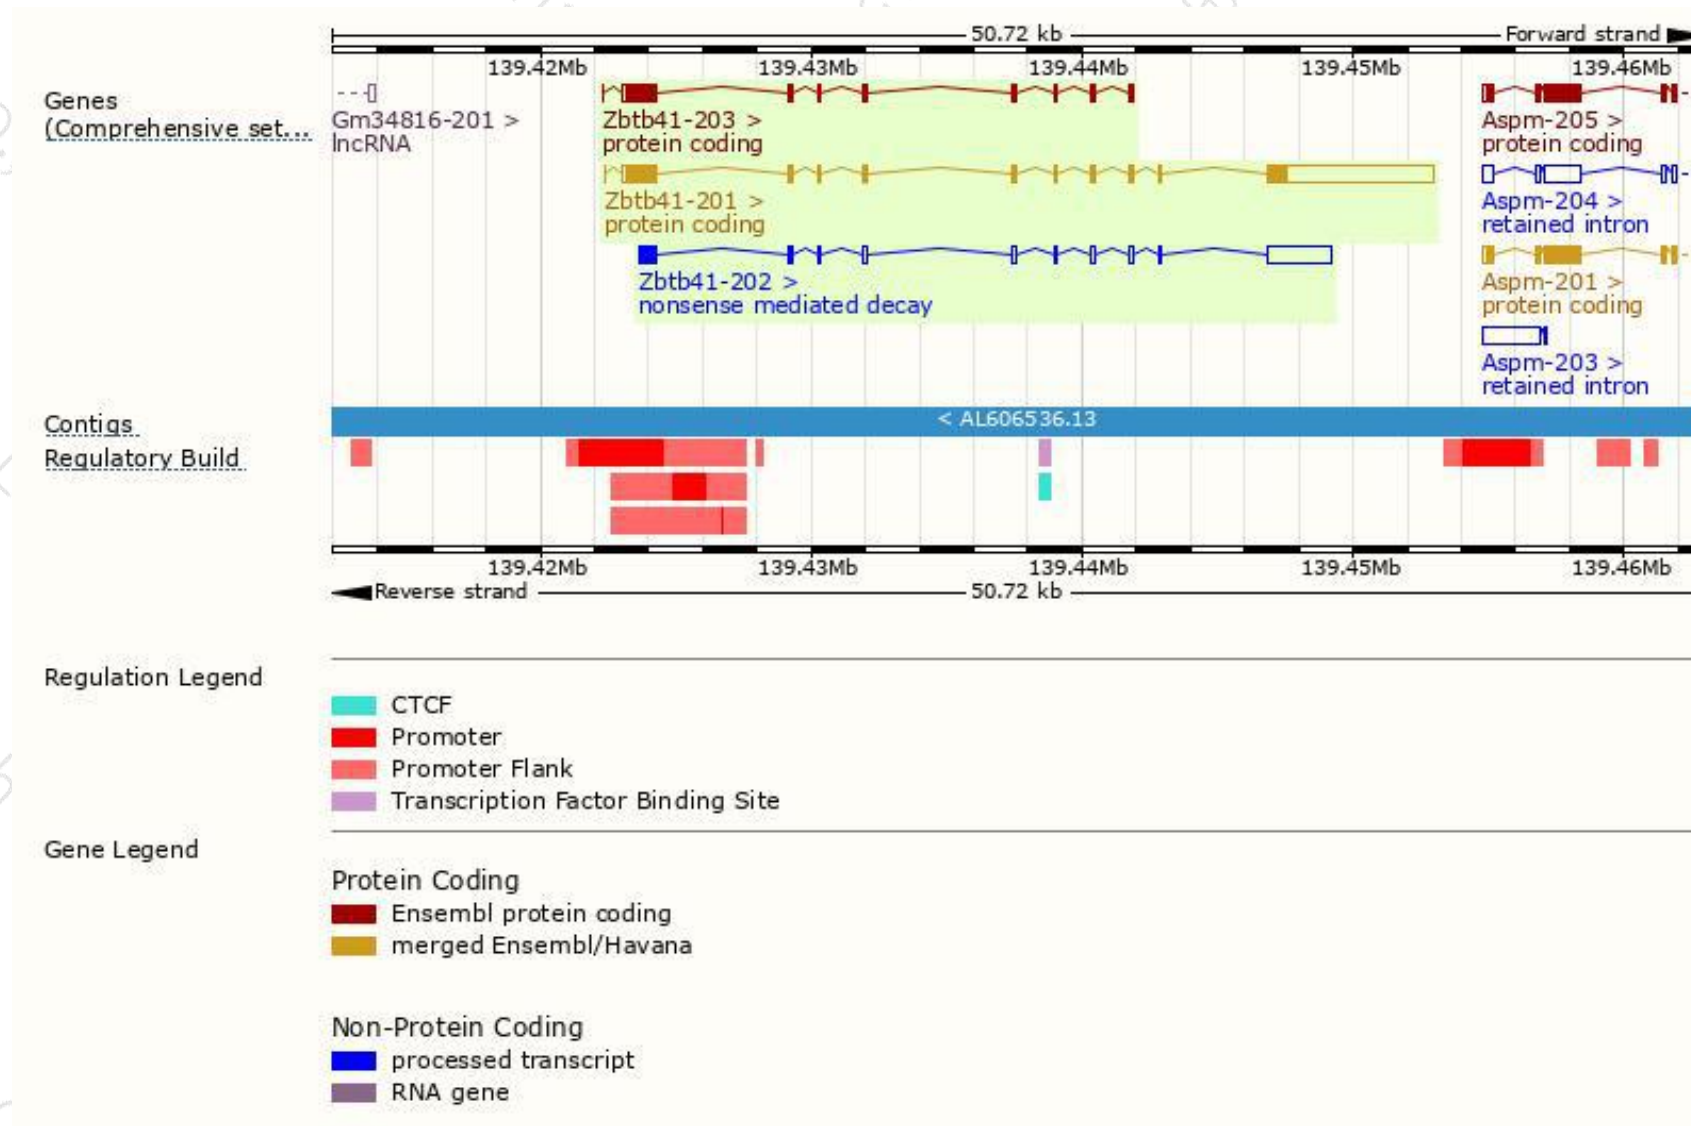 50.72 kb
Forward strand
139.42Mb 139.43Mb 139.44Mb 139.45Mb 139.46Mb
Genes
(Comprehensive set...
Gm34816-201 >
lncRNA
Zbtb41-203 >
protein coding
Aspm-205 >
protein coding
Zbtb41-201 >
protein coding
Aspm-204 >
retained intron
Zbtb41-202 >
nonsense mediated decay
Aspm-201 >
protein coding
Aspm-203 >
retained intron
Contigs
< AL606536.13
Regulatory Build
139.42Mb 139.43Mb 139.44Mb 139.45Mb 139.46Mb
Reverse strand
50.72 kb
Regulation Legend
CTCF
Promoter
Promoter Flank
Transcription Factor Binding Site
Gene Legend
Protein Coding
Ensembl protein coding
merged Ensembl/Havana
Non-Protein Coding
processed transcript
RNA gene